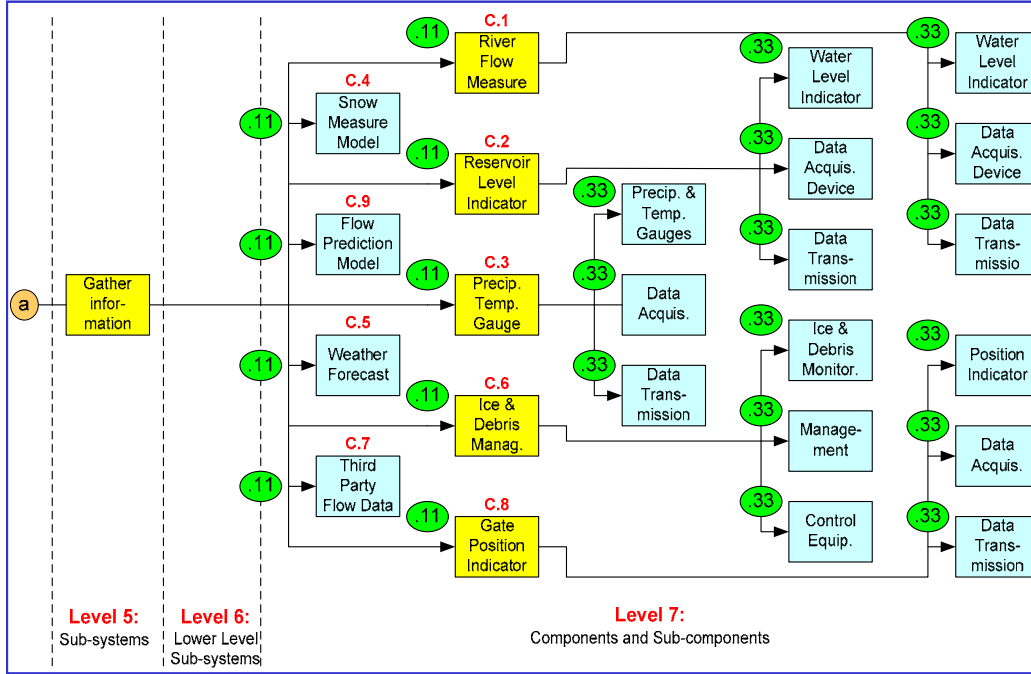 C.1
.11
River
Flow
Measure
.33
Water
Level
Indicator
.33
Water
Level
Indicator
C.4
.11
Snow
Measure
Model
C.2
.11
Reservoir
Level
Indicator
.33
Data
Acquis.
Device
.33
Data
Acquis.
Device
C.9
.11
Flow
Prediction
Model
.33
Precip. &
Temp.
Gauges
.33
Data
Trans-
mission
.33
Data
Trans-
missio
a
Gather
infor-
mation
C.3
.11
Precip.
Temp.
Gauge
.33
Data
Acquis.
C.5
.11
Weather
Forecast
.33
Data
Trans-
mission
.33
Ice &
Debris
Monitor.
.33
Position
Indicator
C.6
.11
Ice &
Debris
Manag.
.33
Manage-
ment
.33
Data
Acquis.
C.7
.11
Third
Party
Flow Data
C.8
.11
Gate
Position
Indicator
.33
Control
Equip.
.33
Data
Trans-
mission
Level 5:
Sub-systems
Level 6:
Lower Level
Sub-systems
Level 7:
Components and Sub-components